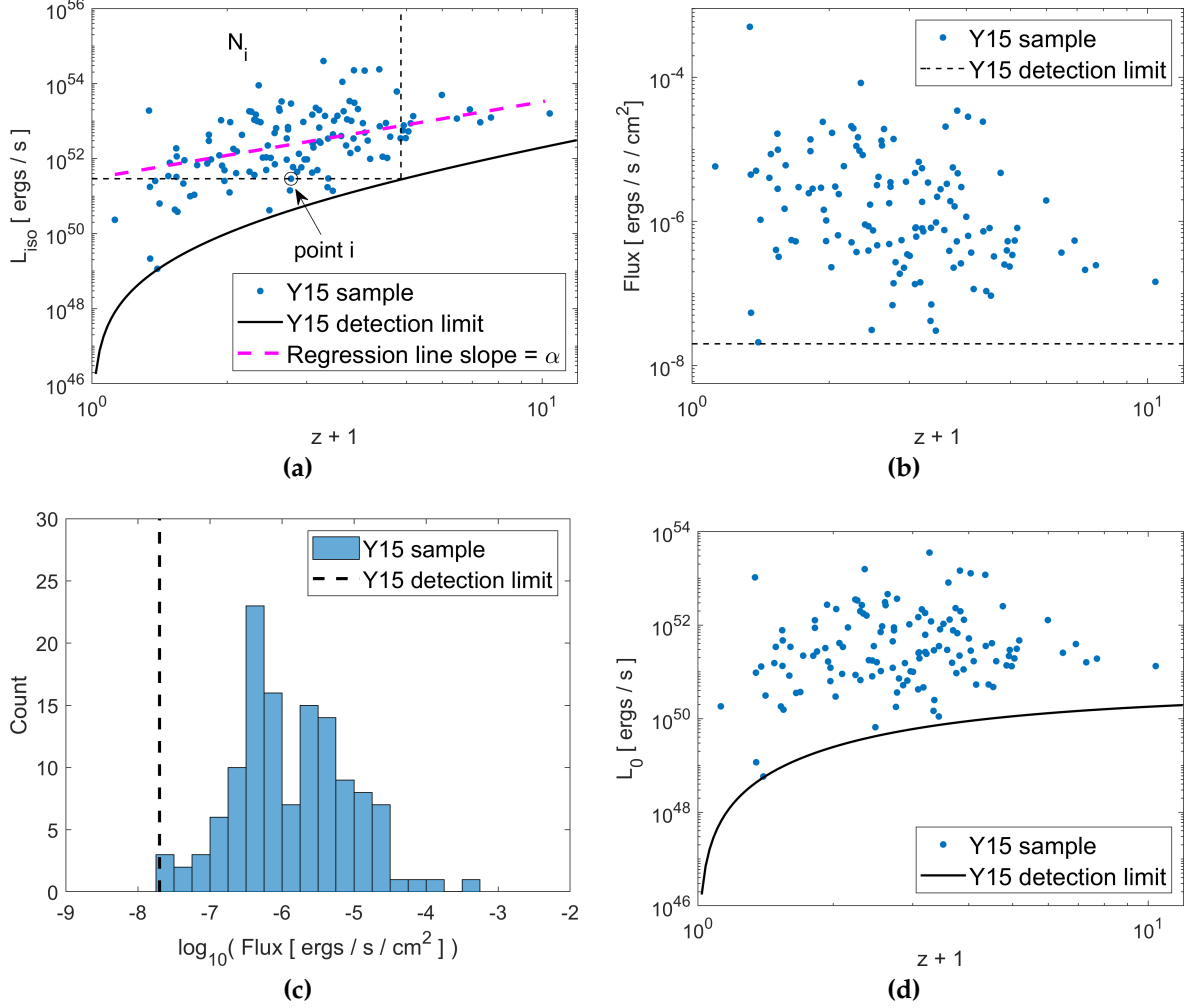 10^56
10^54
10^52
10^50
10^48
10^46
L_iso [ ergs / s ]
N_i
point i
Y15 sample
Y15 detection limit
Regression line slope = α
10^0
10^1
z + 1
(a)
10^-4
10^-6
10^-8
Flux[ ergs / s / cm^2 ]
Y15 sample
Y15 detection limit
10^0
10^1
z + 1
(b)
30
25
20
15
10
5
0
Count
Y15 sample
Y15 detection limit
-9 -8 -7 -6 -5 -4 -3 -2
log_10( Flux [ ergs / s / cm^2 ] )
(c)
10^54
10^52
10^50
10^48
10^46
L_0 [ ergs / s ]
Y15 sample
Y15 detection limit
10^0
10^1
z + 1
(d)